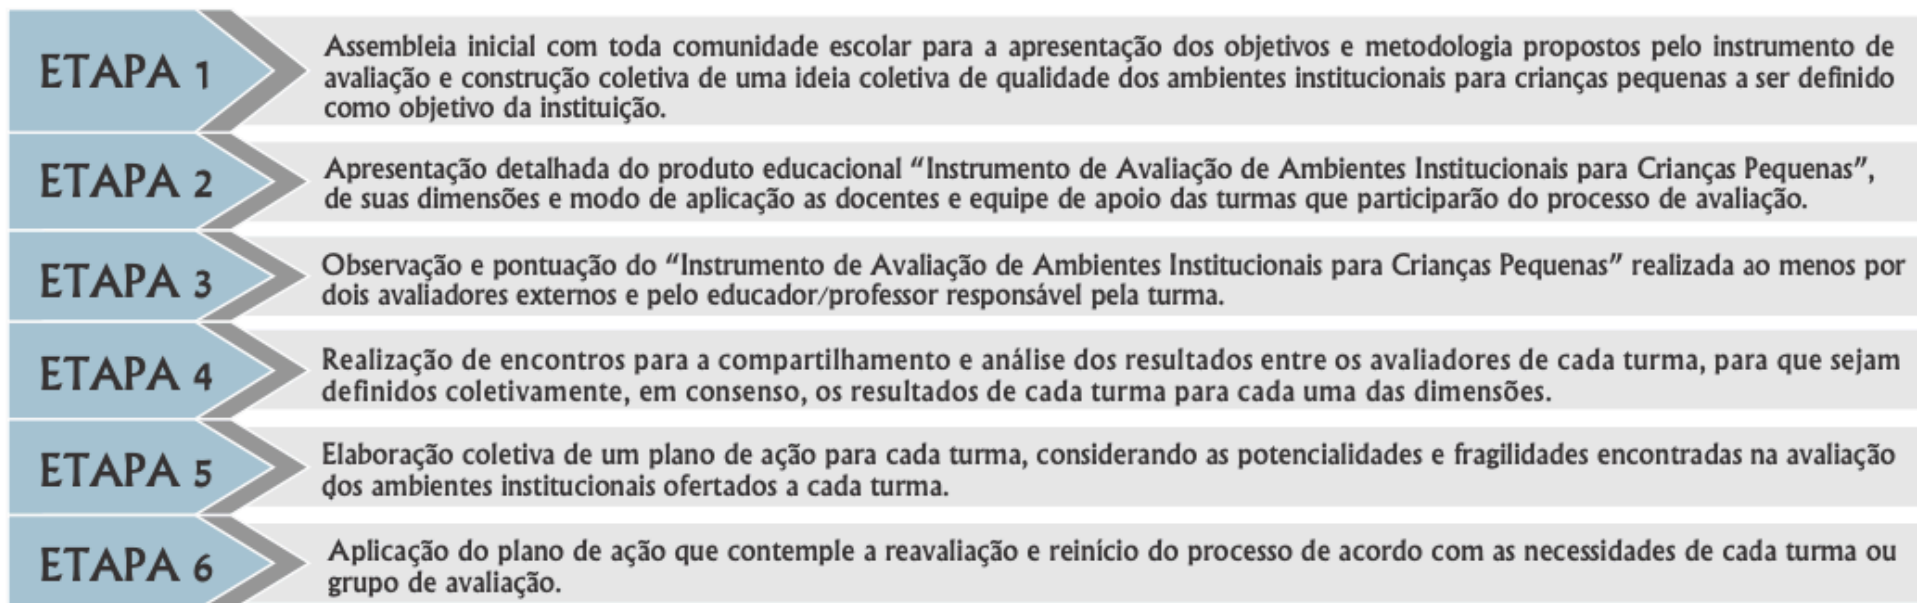 ETAPA 1
Assembleia inicial com toda comunidade escolar para a apresentação dos objetivos e metodologia propostos pelo instrumento de
avaliação e construção coletiva de uma ideia coletiva de qualidade dos ambientes institucionais para crianças pequenas a ser definido
como objetivo da instituição.
ETAPA 2
Apresentação detalhada do produto educacional “Instrumento de Avaliação de Ambientes Institucionais para Crianças Pequenas”,
de suas dimensões e modo de aplicação as docentes e equipe de apoio das turmas que participarão do processo de avaliação.
ETAPA 3
Observação e pontuação do “Instrumento de Avaliação de Ambientes Institucionais para Crianças Pequenas” realizada ao menos por
dois avaliadores externos e pelo educador/professor responsável pela turma.
ETAPA 4
Realização de encontros para a compartilhamento e análise dos resultados entre os avaliadores de cada turma, para que sejam
definidos coletivamente, em consenso, os resultados de cada turma para cada uma das dimensões.
ETAPA 5
Elaboração coletiva de um plano de ação para cada turma, considerando as potencialidades e fragilidades encontradas na avaliação
dos ambientes institucionais ofertados a cada turma.
ETAPA 6
Aplicação do plano de ação que contemple a reavaliação e reinício do processo de acordo com as necessidades de cada turma ou
grupo de avaliação.